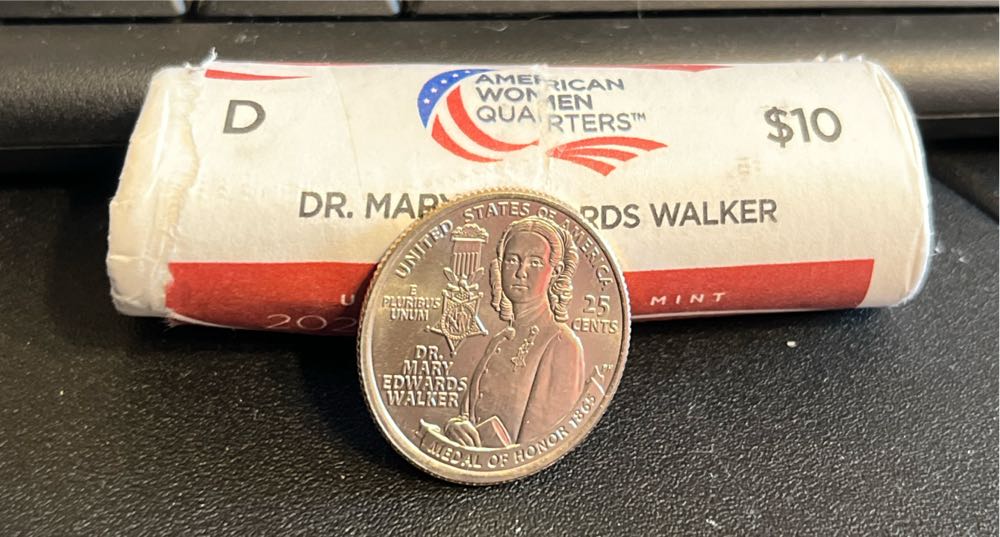 D
AMERICAN
WOMEN
QUARTERS™
$10
DR. MARY RDS WALKER
U MINT
202
UNITED STATES OF AMERICA
E
PLURIBUS
UNUM
25
CENTS
DR.
MARY
EDWARDS
WALKER
MEDAL OF HONOR 1865